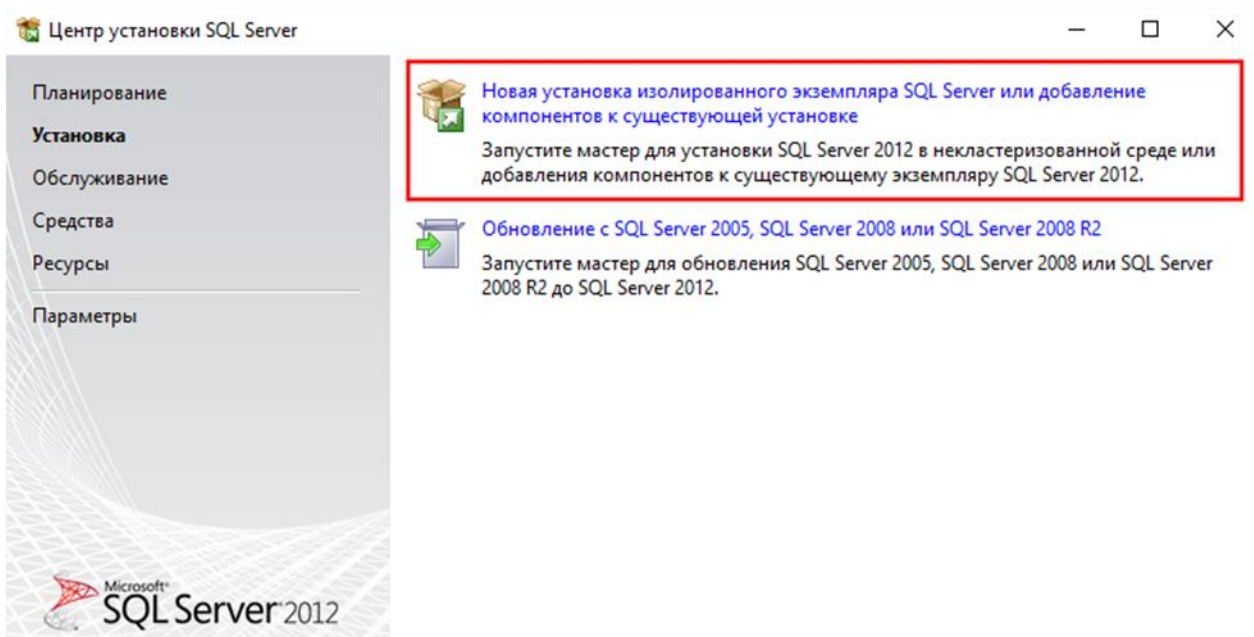 Центр установки SQL Server
Планирование
Установка
Обслуживание
Средства
Ресурсы
Параметры
Новая установка изолированного экземпляра SQL Server или добавление
компонентов к существующей установке
Запустите мастер для установки SQL Server 2012 в некластеризованной среде или
добавления компонентов к существующему экземпляру SQL Server 2012.
Обновление с SQL Server 2005, SQL Server 2008 или SQL Server 2008 R2
Запустите мастер для обновления SQL Server 2005, SQL Server 2008 или SQL Server
2008 R2 до SQL Server 2012.
Microsoft®
SQL Server 2012